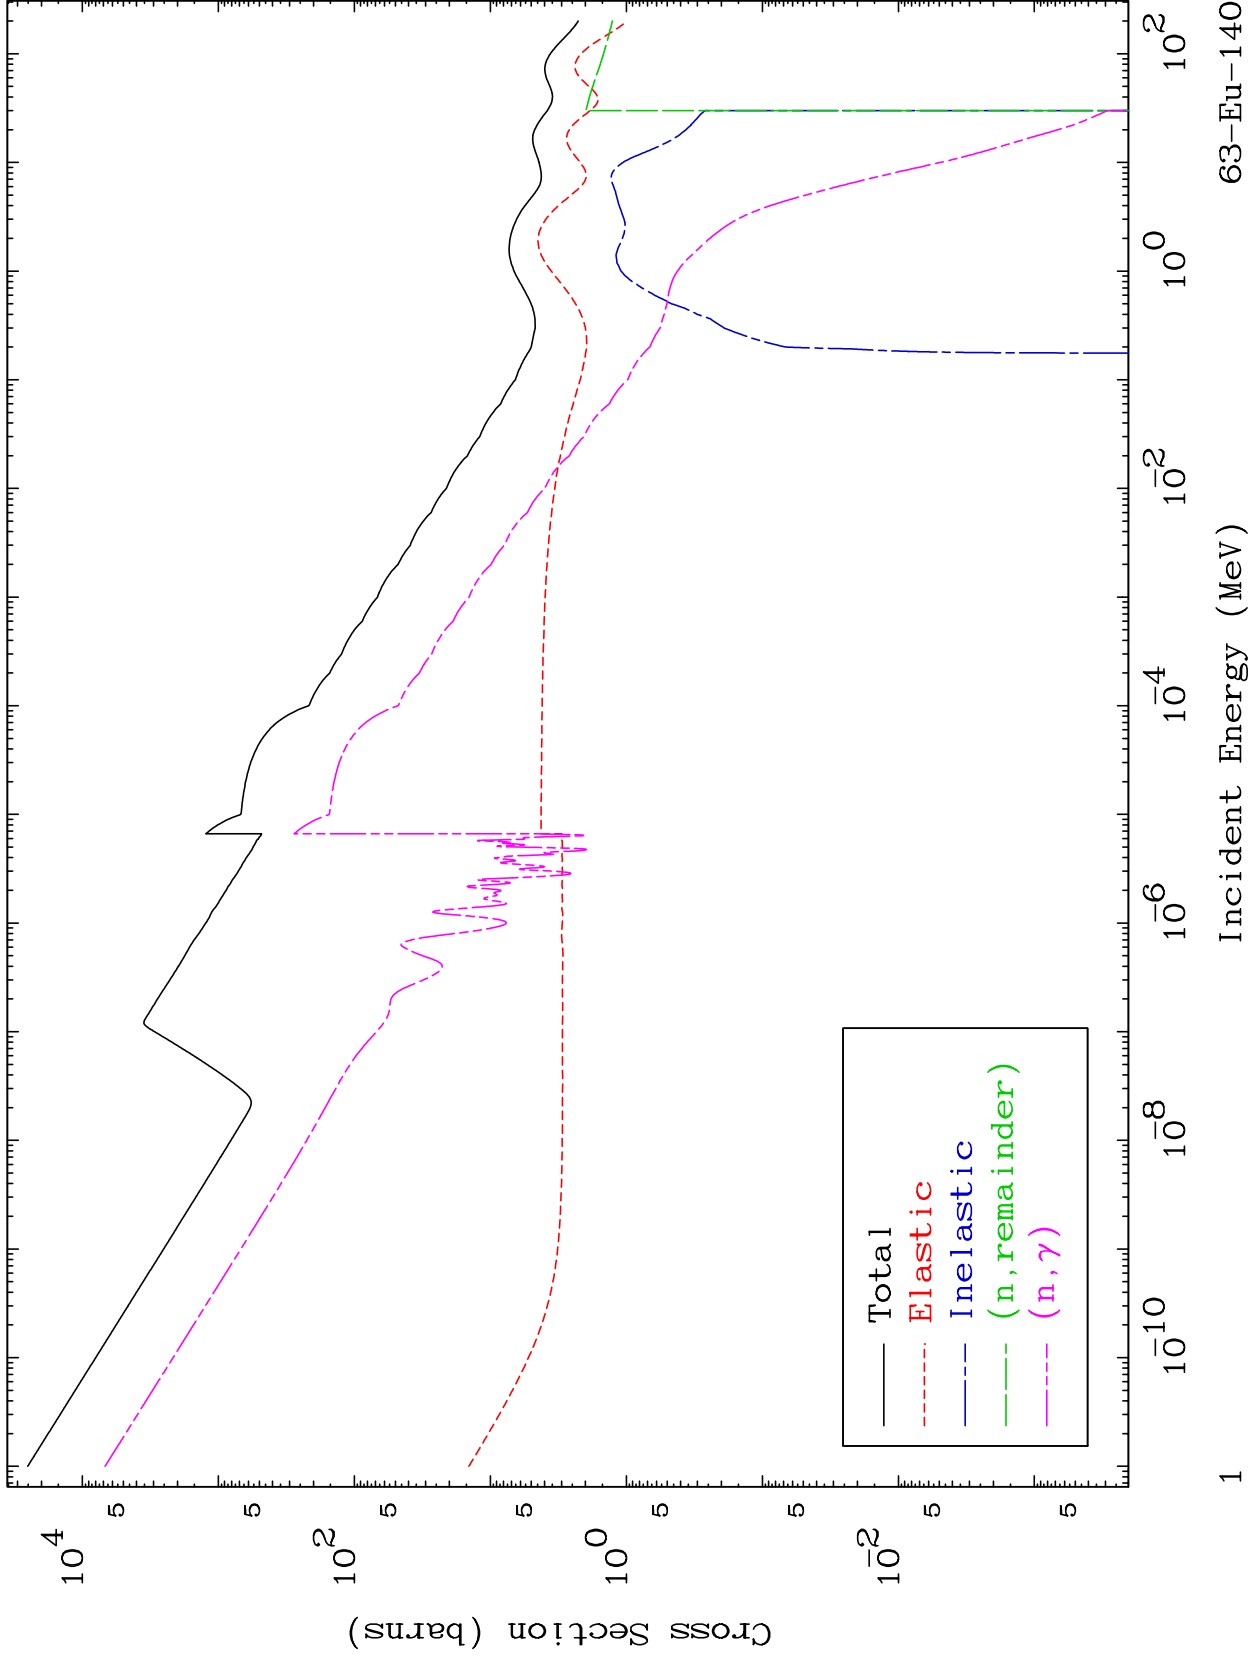 Cross Section (barns)
10^4
5
5
10^2
5
5
10^0
5
5
10^-2
5
5
Total
Elastic
Inelastic
(n,remainder)
(n,γ)
10^-10
10^-8
10^-6
10^-4
10^-2
10^0
10^2
Incident Energy (MeV)
1
63-Eu-140